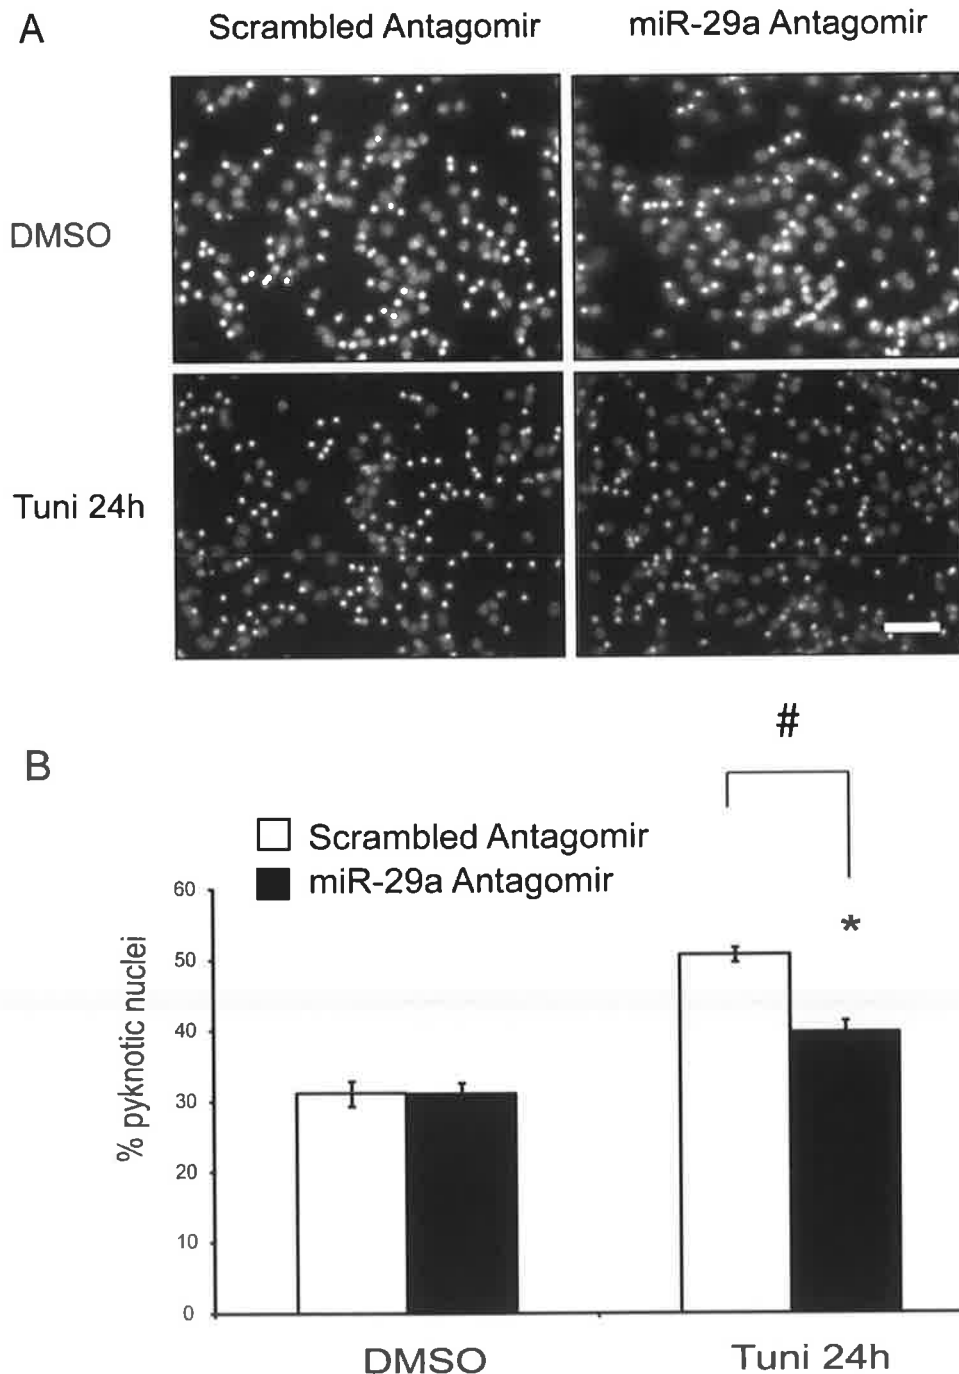 A
Scrambled Antagomir
miR-29a Antagomir
DMSO
Tuni 24h
#
B
Scrambled Antagomir
miR-29a Antagomir
*
% pyknotic nuclei
60
50
40
30
20
10
0
DMSO
Tuni 24h